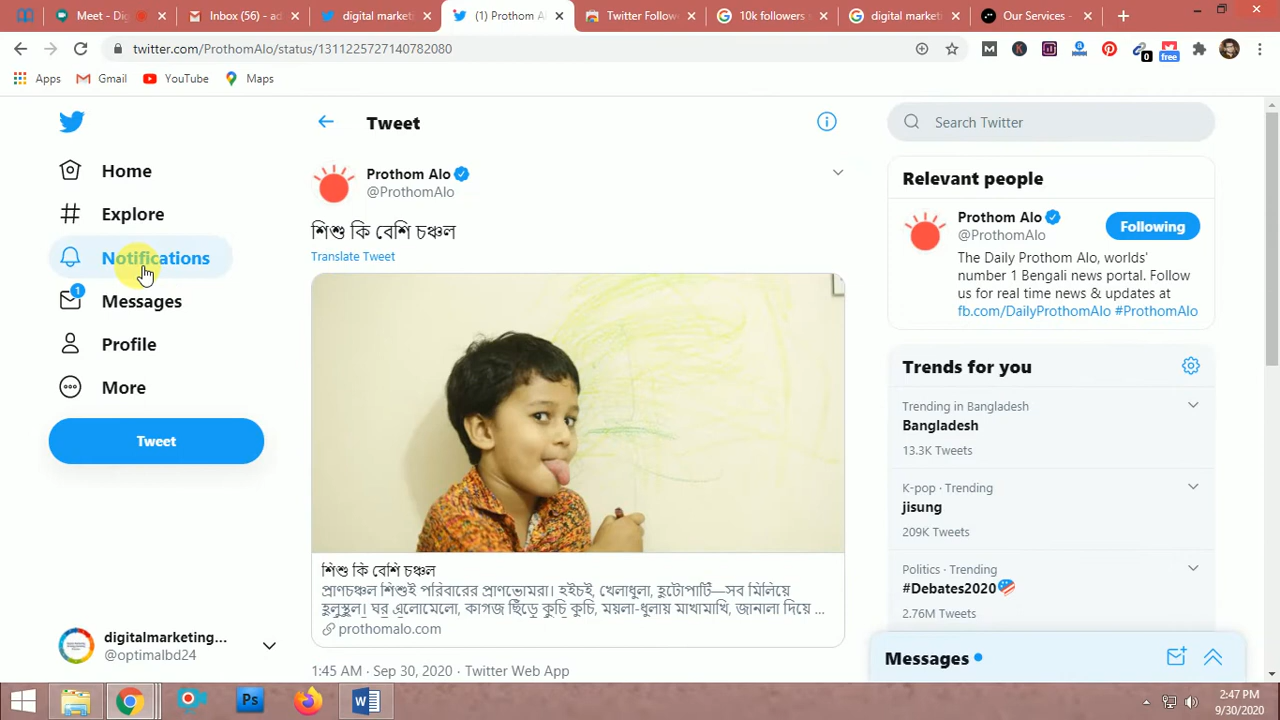 Meet - D
Inbox (56) - a
digital marketi
(1) Prothom A
Twitter Follow
10k followers
digital market
Our Services -
twitter.com/ProthomAlo/status/1311225727140782080
0
free
Apps
Gmail
YouTube
Maps
Home
Explore
Notifications
1
Messages
Profile
More
Tweet
digitalmarketing...
@optimalbd24
Tweet
Prothom Alo
@ProthomAlo
শিশু কি বেশি চঞ্চল
Translate Tweet
শিশু কি বেশি চঞ্চল
প্রাণচঞ্চল শিশুই পরিবারের প্রাণভোমরা। হইচই, খেলাধুলা, হুটোপাটি—সব মিলিয়ে
হুলুস্থুল। ঘর এলোমেলো, কাগজ ছিঁড়ে কুচি কুচি, ময়লা-ধুলায় মাখামাখি, জানালা দিয়ে ...
prothomalo.com
1:45 AM · Sep 30, 2020 · Twitter Web App
Search Twitter
Relevant people
Prothom Alo
@ProthomAlo
Following
The Daily Prothom Alo, worlds'
number 1 Bengali news portal. Follow
us for real time news & updates at
fb.com/DailyProthomAlo #ProthomAlo
Trends for you
Trending in Bangladesh
Bangladesh
13.3K Tweets
K-pop · Trending
jisung
209K Tweets
Politics · Trending
#Debates2020
2.76M Tweets
Messages
2:47 PM
9/30/2020